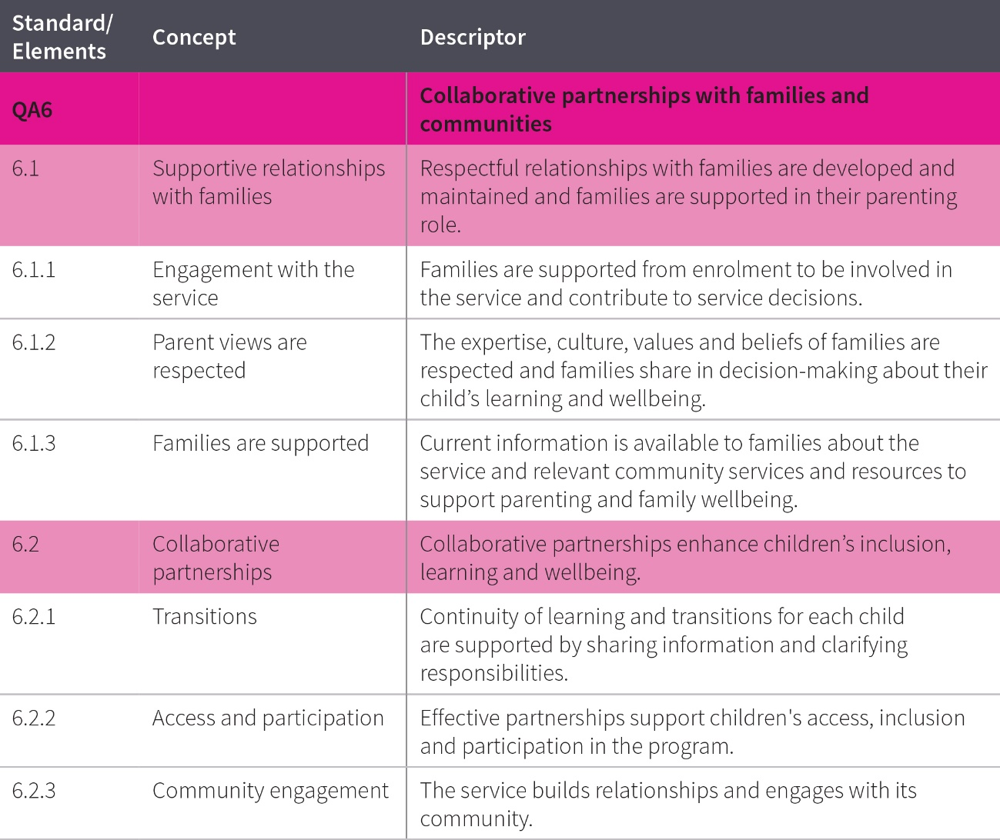 Standard/
Elements
Concept
Descriptor
QA6
Collaborative partnerships with families and
communities
6.1
Supportive relationships
with families
Respectful relationships with families are developed and
maintained and families are supported in their parenting
role.
6.1.1
Engagement with the
service
Families are supported from enrolment to be involved in
the service and contribute to service decisions.
6.1.2
Parent views are
respected
The expertise, culture, values and beliefs of families are
respected and families share in decision-making about their
child’s learning and wellbeing.
6.1.3
Families are supported
Current information is available to families about the
service and relevant community services and resources to
support parenting and family wellbeing.
6.2
Collaborative
partnerships
Collaborative partnerships enhance children’s inclusion,
learning and wellbeing.
6.2.1
Transitions
Continuity of learning and transitions for each child
are supported by sharing information and clarifying
responsibilities.
6.2.2
Access and participation
Effective partnerships support children's access, inclusion
and participation in the program.
6.2.3
Community engagement
The service builds relationships and engages with its
community.